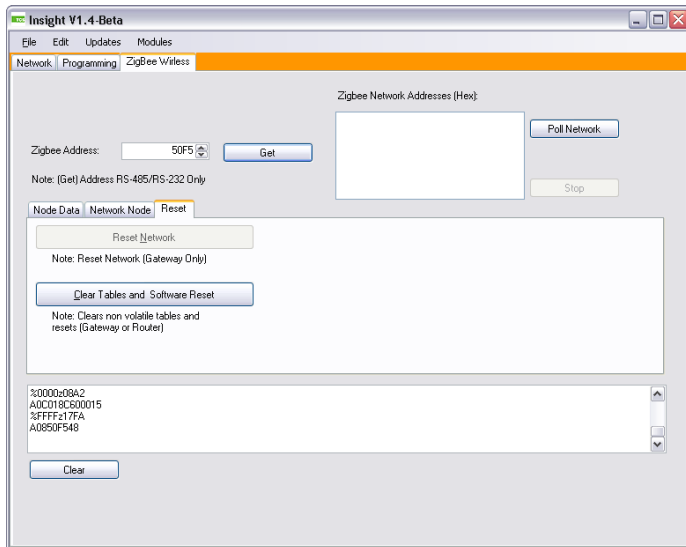 Insight V1.4-Beta
File Edit Updates Modules
Network Programming ZigBee Wirless
Zigbee Network Addresses (Hex):
Poll Network
Zigbee Address: 50F5 Get
Note: (Get) Address RS-485/RS-232 Only
Stop
Node Data Network Node Reset
Reset Network
Note: Reset Network (Gateway Only)
Clear Tables and Software Reset
Note: Clears non volatile tables and
resets (Gateway or Router)
%0000z08A2
A0C018C600015
%FFFFz17FA
A0850F548
Clear